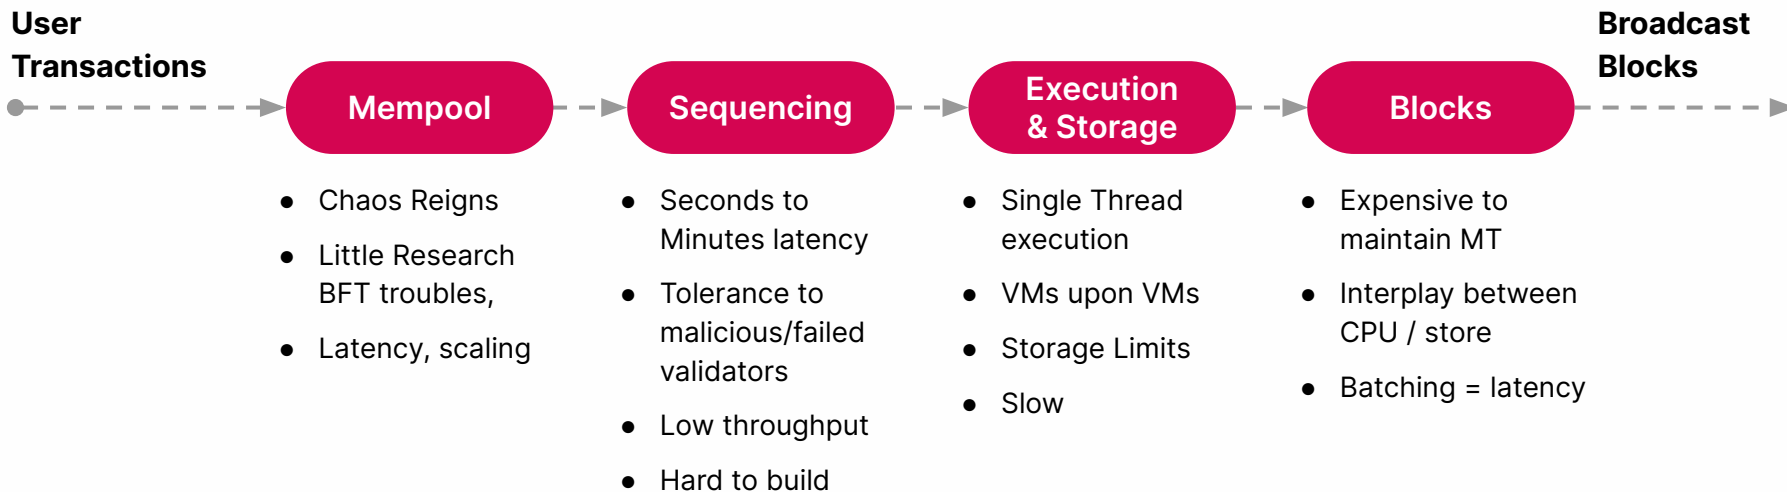 User
Transactions
Broadcast
Blocks
Mempool
Sequencing
Execution
& Storage
Blocks
● Chaos Reigns
● Little Research
BFT troubles,
● Latency, scaling
● Seconds to
Minutes latency
● Tolerance to
malicious/failed
validators
● Low throughput
● Hard to build
● Single Thread
execution
● VMs upon VMs
● Storage Limits
● Slow
● Expensive to
maintain MT
● Interplay between
CPU / store
● Batching = latency